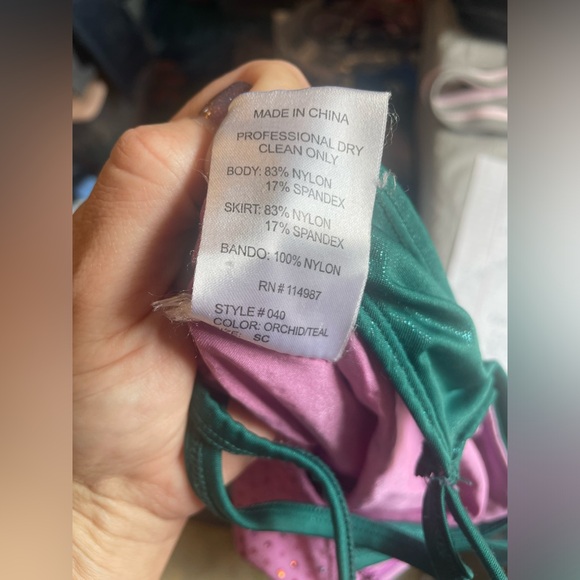 MADE IN CHINA
PROFESSIONAL DRY
CLEAN ONLY
BODY: 83% NYLON
17% SPANDEX
SKIRT: 83% NYLON
17% SPANDEX
BANDO: 100% NYLON
RN # 114987
STYLE # 040
COLOR: ORCHID/TEAL
SC